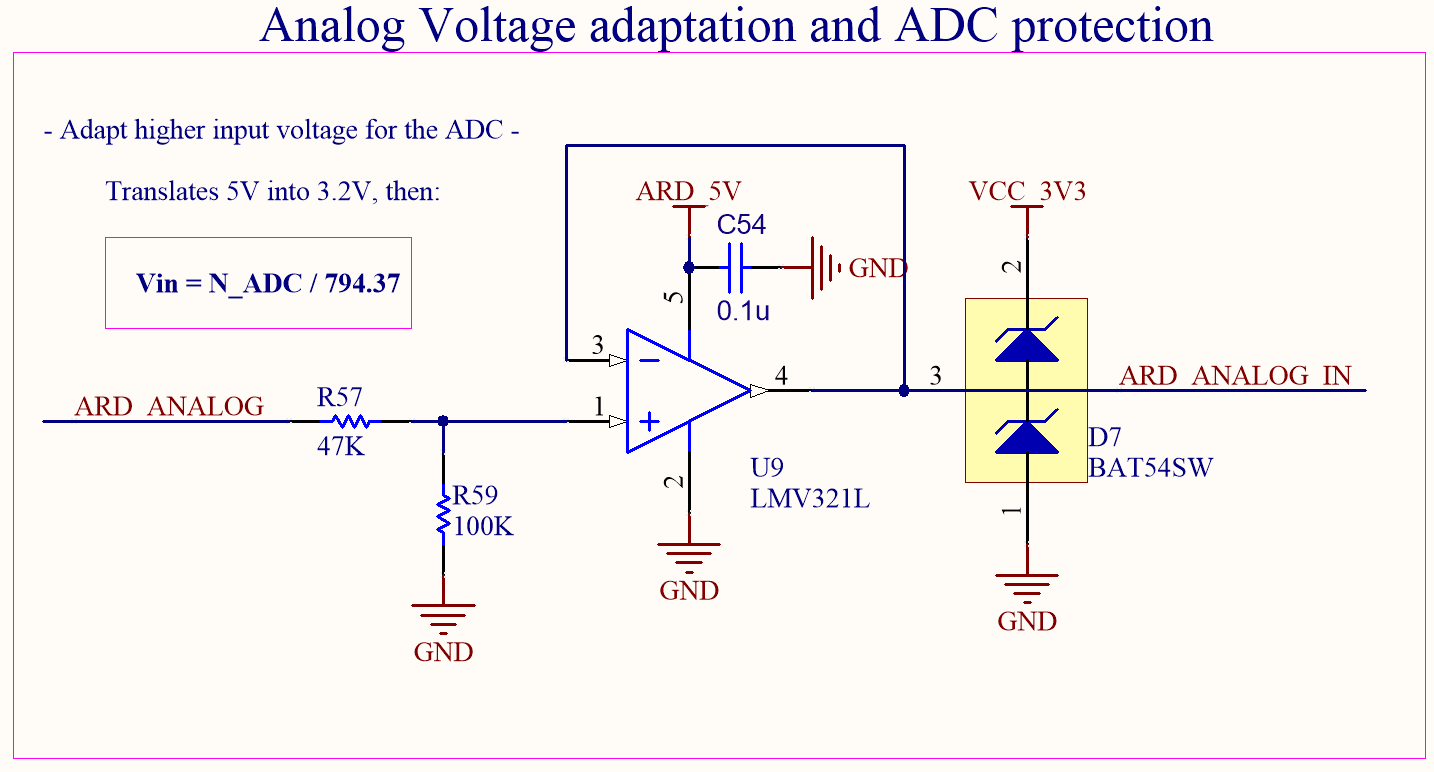 Analog Voltage adaptation and ADC protection
- Adapt higher input voltage for the ADC -
Translates 5V into 3.2V, then:
Vin = N_ADC / 794.37
ARD_5V
C54
GND
0.1u
5
3
1
4
2
U9
LMV321L
GND
ARD_ANALOG
R57
47K
R59
100K
GND
VCC_3V3
2
3
ARD_ANALOG_IN
D7
BAT54SW
1
GND